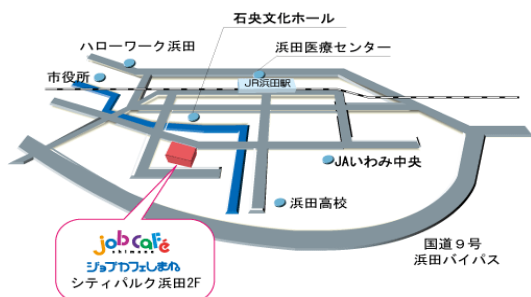 石央文化ホール
ハローワーク浜田
浜田医療センター
市役所
JR浜田駅
JAいわみ中央
浜田高校
国道９号
浜田バイパス
job café
shimane
ジョブカフェしまね
シティパルク浜田2F